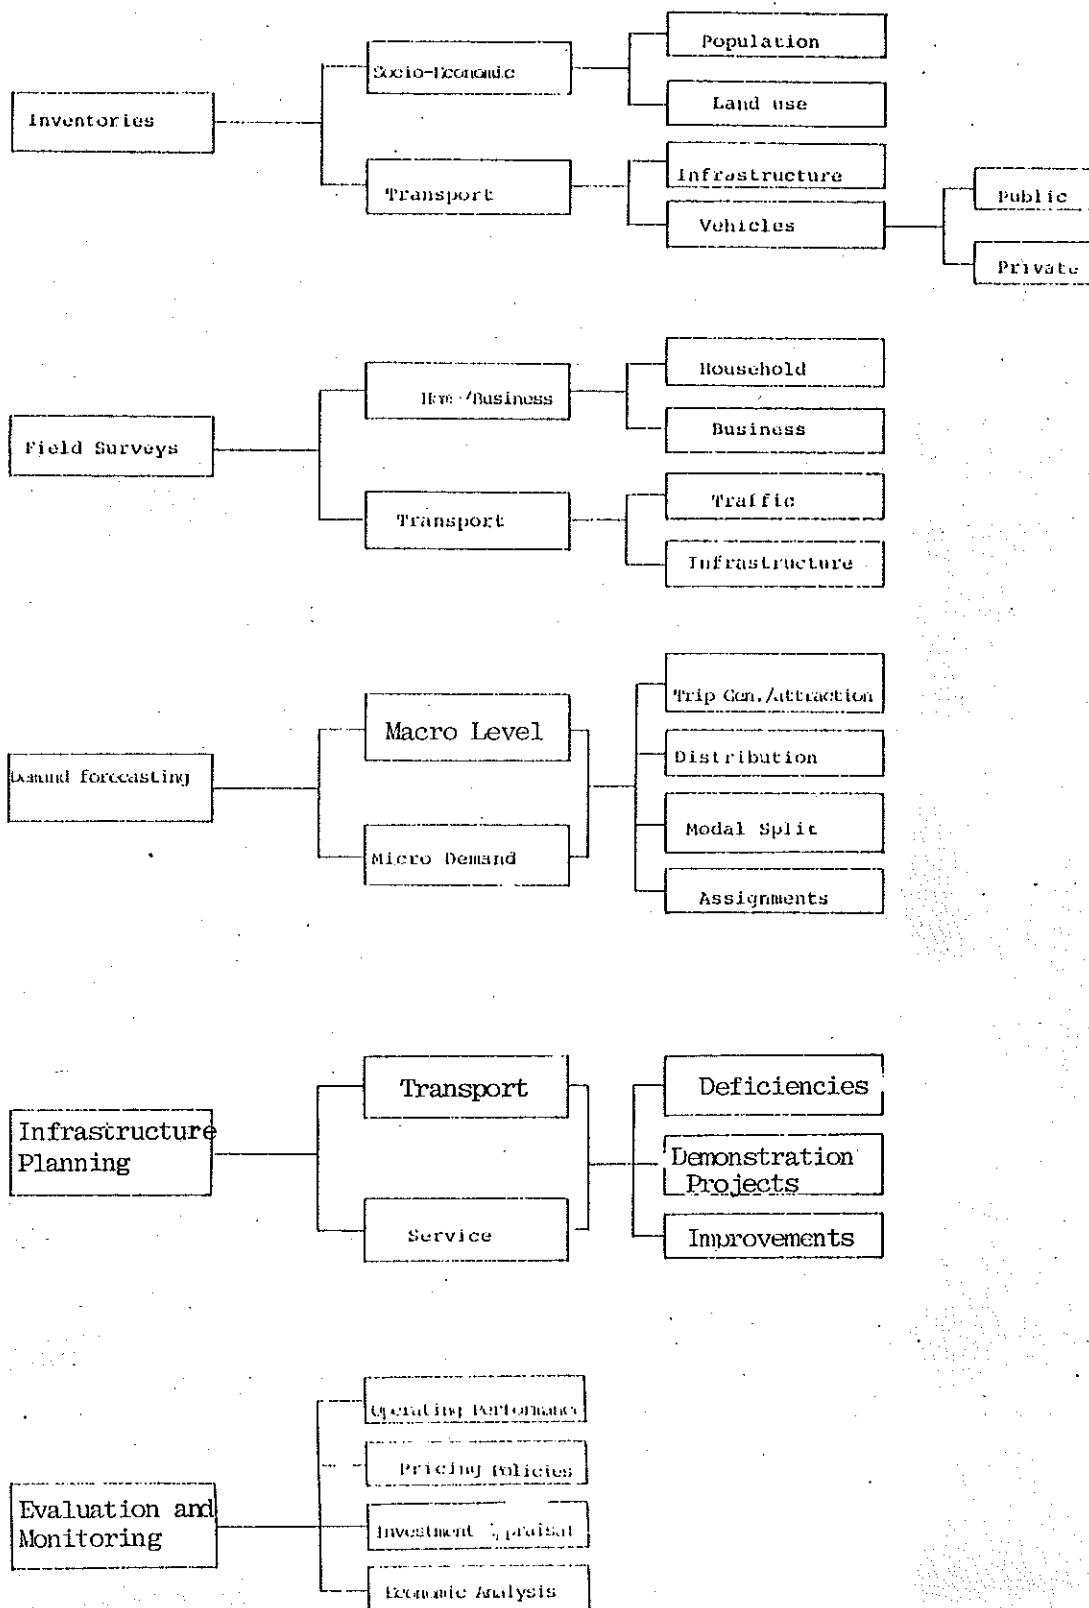 Population
Socio-Economic
Land use
Inventories
Infrastructure
Transport
Public
Vehicles
Private
Household
/Business
Business
Field Surveys
Traffic
Transport
Infrastructure
Trip Gen./attraction
Macro Level
Distribution
Demand forecasting
Modal Split
Micro Demand
Assignments
Transport
Deficiencies
Infrastructure
Planning
Demonstration
Projects
Service
Improvements
Operating Performance
Pricing Policies
Evaluation and
Monitoring
Investment
Economic Analysis